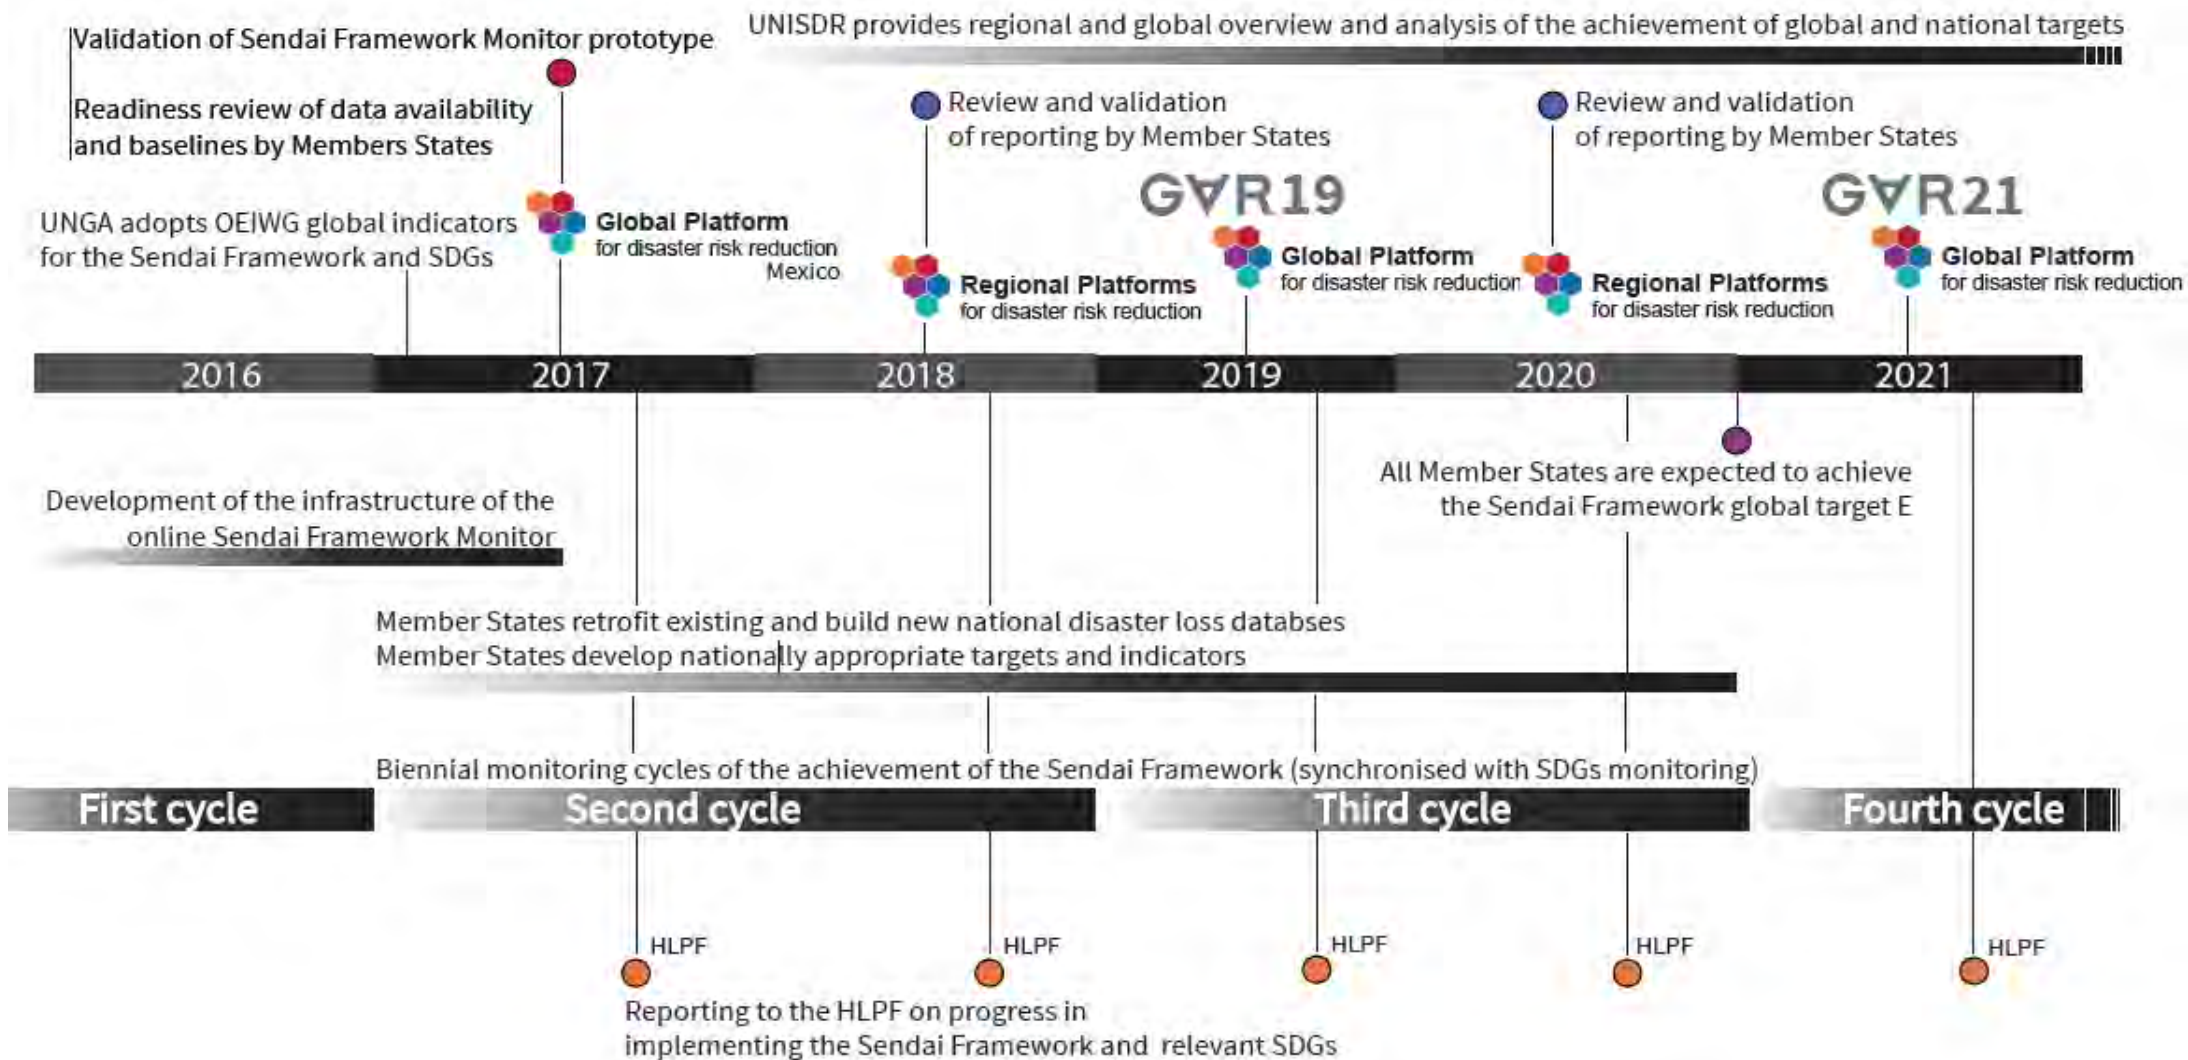 Validation of Sendai Framework Monitor prototype
Readiness review of data availability
and baselines by Members States
UNGA adopts OEIWG global indicators
for the Sendai Framework and SDGs
Global Platform
for disaster risk reduction
Mexico
UNISDR provides regional and global overview and analysis of the achievement of global and national targets
Review and validation
of reporting by Member States
Regional Platforms
for disaster risk reduction
G∀R19
Global Platform
for disaster risk reduction
Review and validation
of reporting by Member States
Regional Platforms
for disaster risk reduction
G∀R21
Global Platform
for disaster risk reduction
2016
2017
2018
2019
2020
2021
All Member States are expected to achieve
the Sendai Framework global target E
Development of the infrastructure of the
online Sendai Framework Monitor
Member States retrofit existing and build new national disaster loss databses
Member States develop nationally appropriate targets and indicators
Biennial monitoring cycles of the achievement of the Sendai Framework (synchronised with SDGs monitoring)
First cycle
Second cycle
Third cycle
Fourth cycle
HLPF
HLPF
HLPF
HLPF
HLPF
Reporting to the HLPF on progress in
implementing the Sendai Framework and relevant SDGs